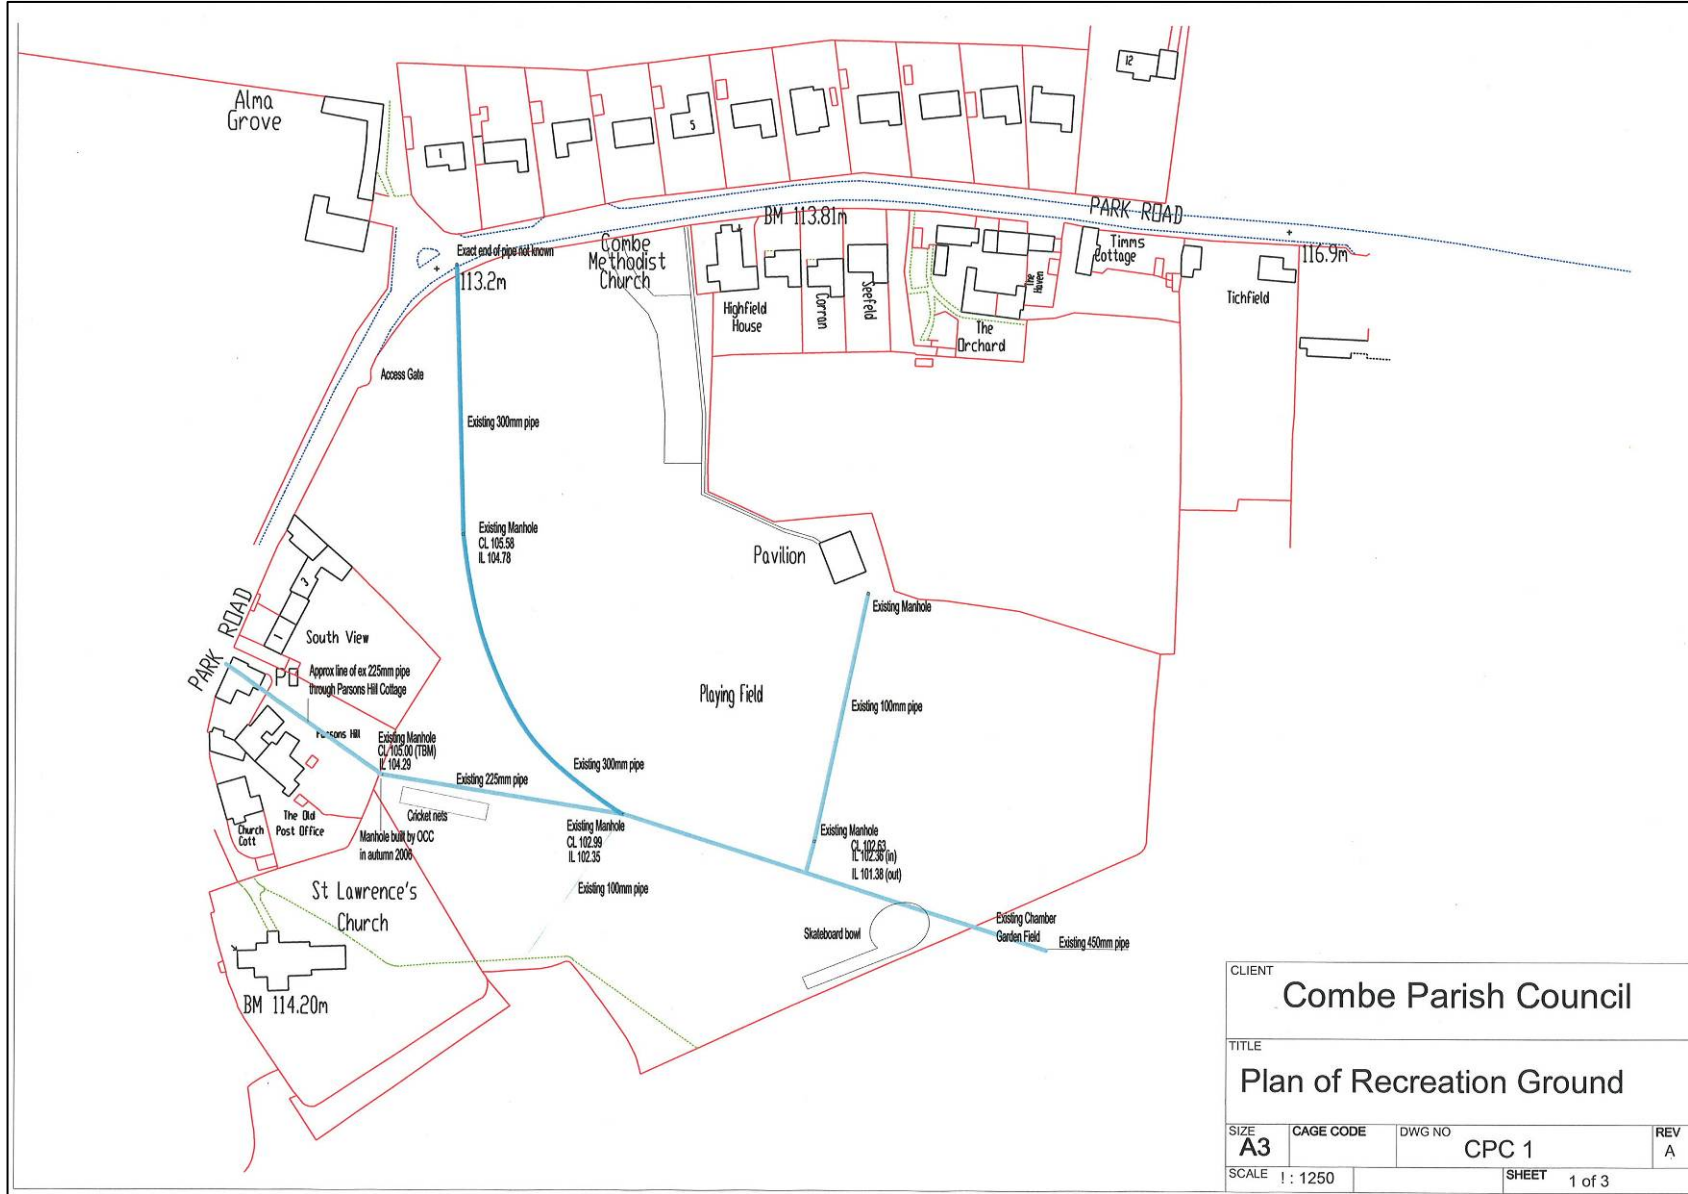 Alma
Grove
12
1
5
PARK ROAD
BM 113.81m
116.9m
Exact end of pipe not known
113.2m
Combe
Methodist
Church
Highfield
House
Corran
Seefeld
The
Orchard
The
Haven
Timms
Cottage
Tichfield
Access Gate
Existing 300mm pipe
Existing Manhole
CL 105.58
IL 104.78
Pavilion
Existing Manhole
PARK ROAD
3
1
South View
Approx line of ex 225mm pipe
through Parsons Hill Cottage
Parsons Hill
Existing Manhole
CL 105.00 (TBM)
IL 104.29
Playing Field
Existing 100mm pipe
Existing 300mm pipe
Existing 225mm pipe
Cricket nets
The Old
Post Office
Church
Cott
Manhole built by OCC
in autumn 2006
Existing Manhole
CL 102.99
IL 102.35
Existing Manhole
CL 102.63
IL 102.36 (in)
IL 101.38 (out)
Existing 100mm pipe
St Lawrence's
Church
BM 114.20m
Skateboard bowl
Existing Chamber
Garden Field
Existing 450mm pipe
CLIENT
Combe Parish Council
TITLE
Plan of Recreation Ground
SIZE
A3
CAGE CODE
DWG NO
CPC 1
REV
A
SCALE ! : 1250
SHEET 1 of 3